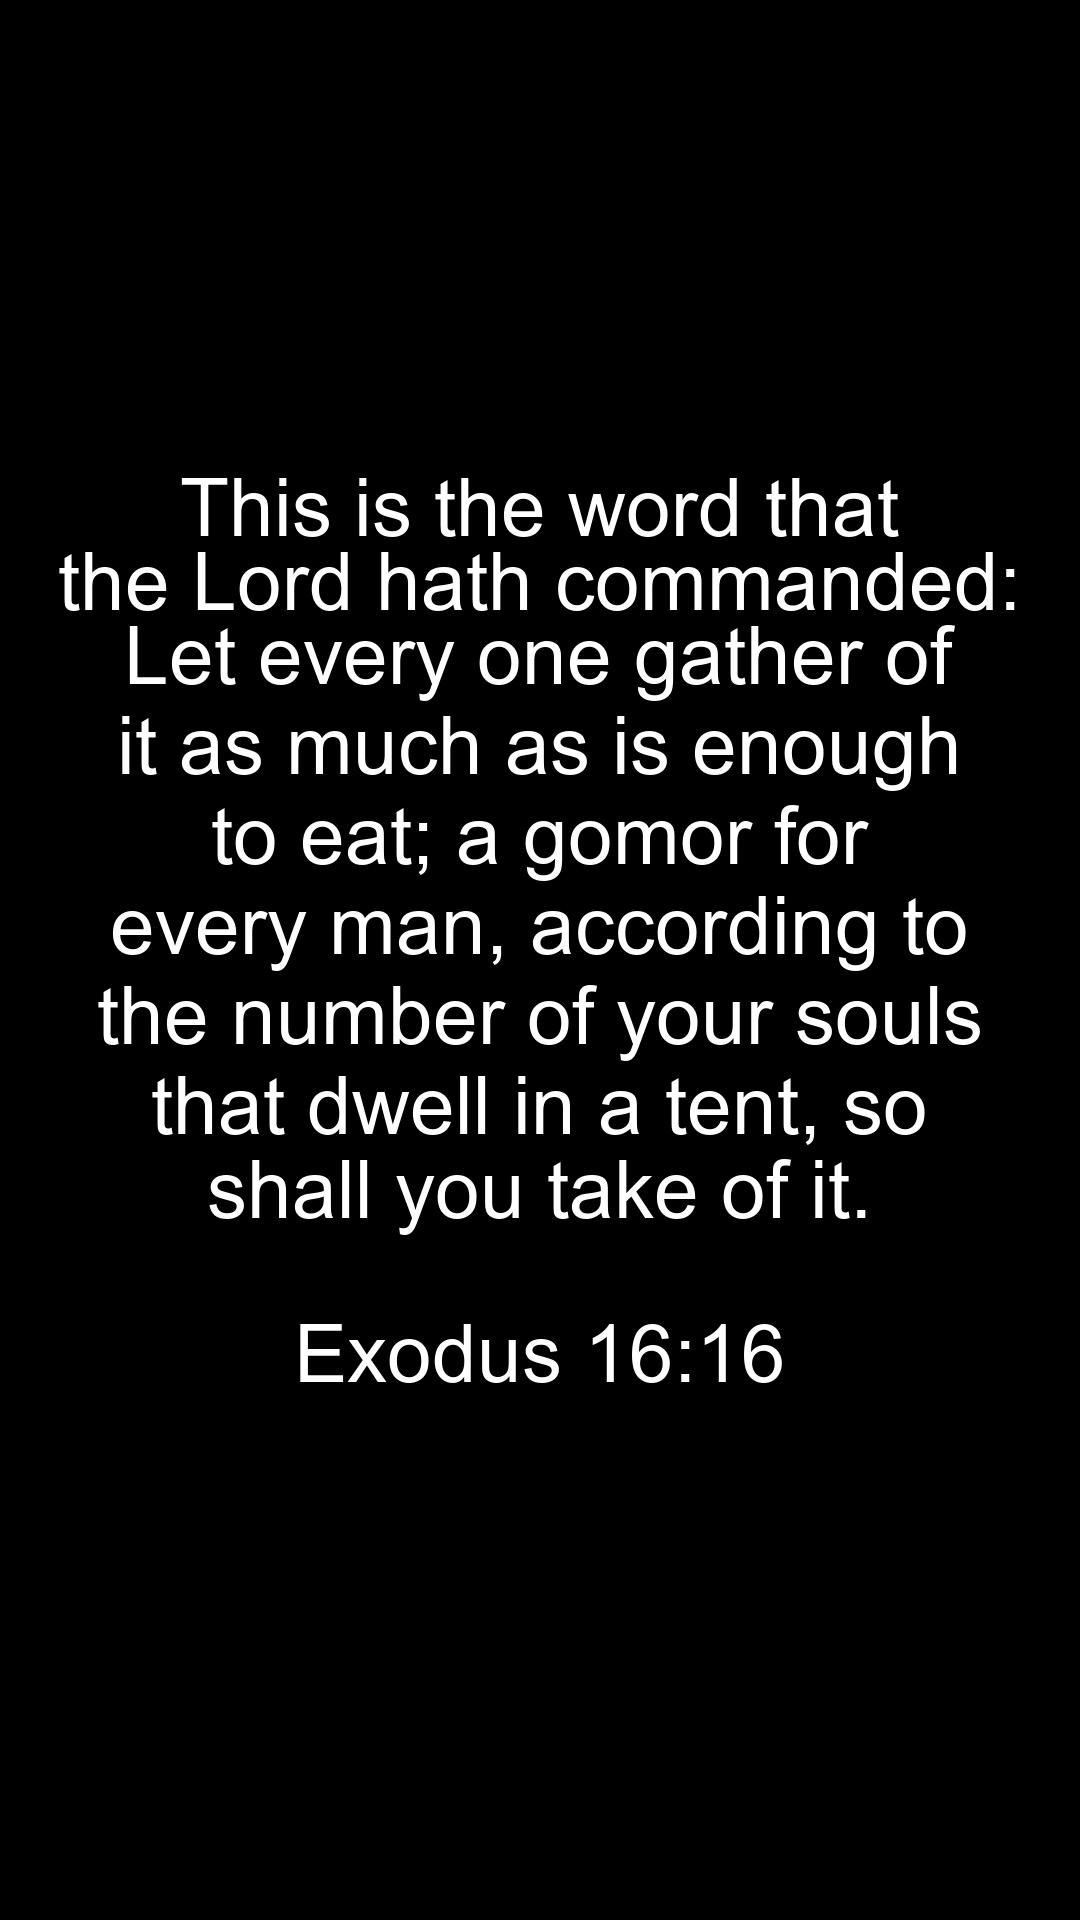 This is the word that
the Lord hath commanded:
Let every one gather of
it as much as is enough
to eat; a gomor for
every man, according to
the number of your souls
that dwell in a tent, so
shall you take of it.
Exodus 16:16